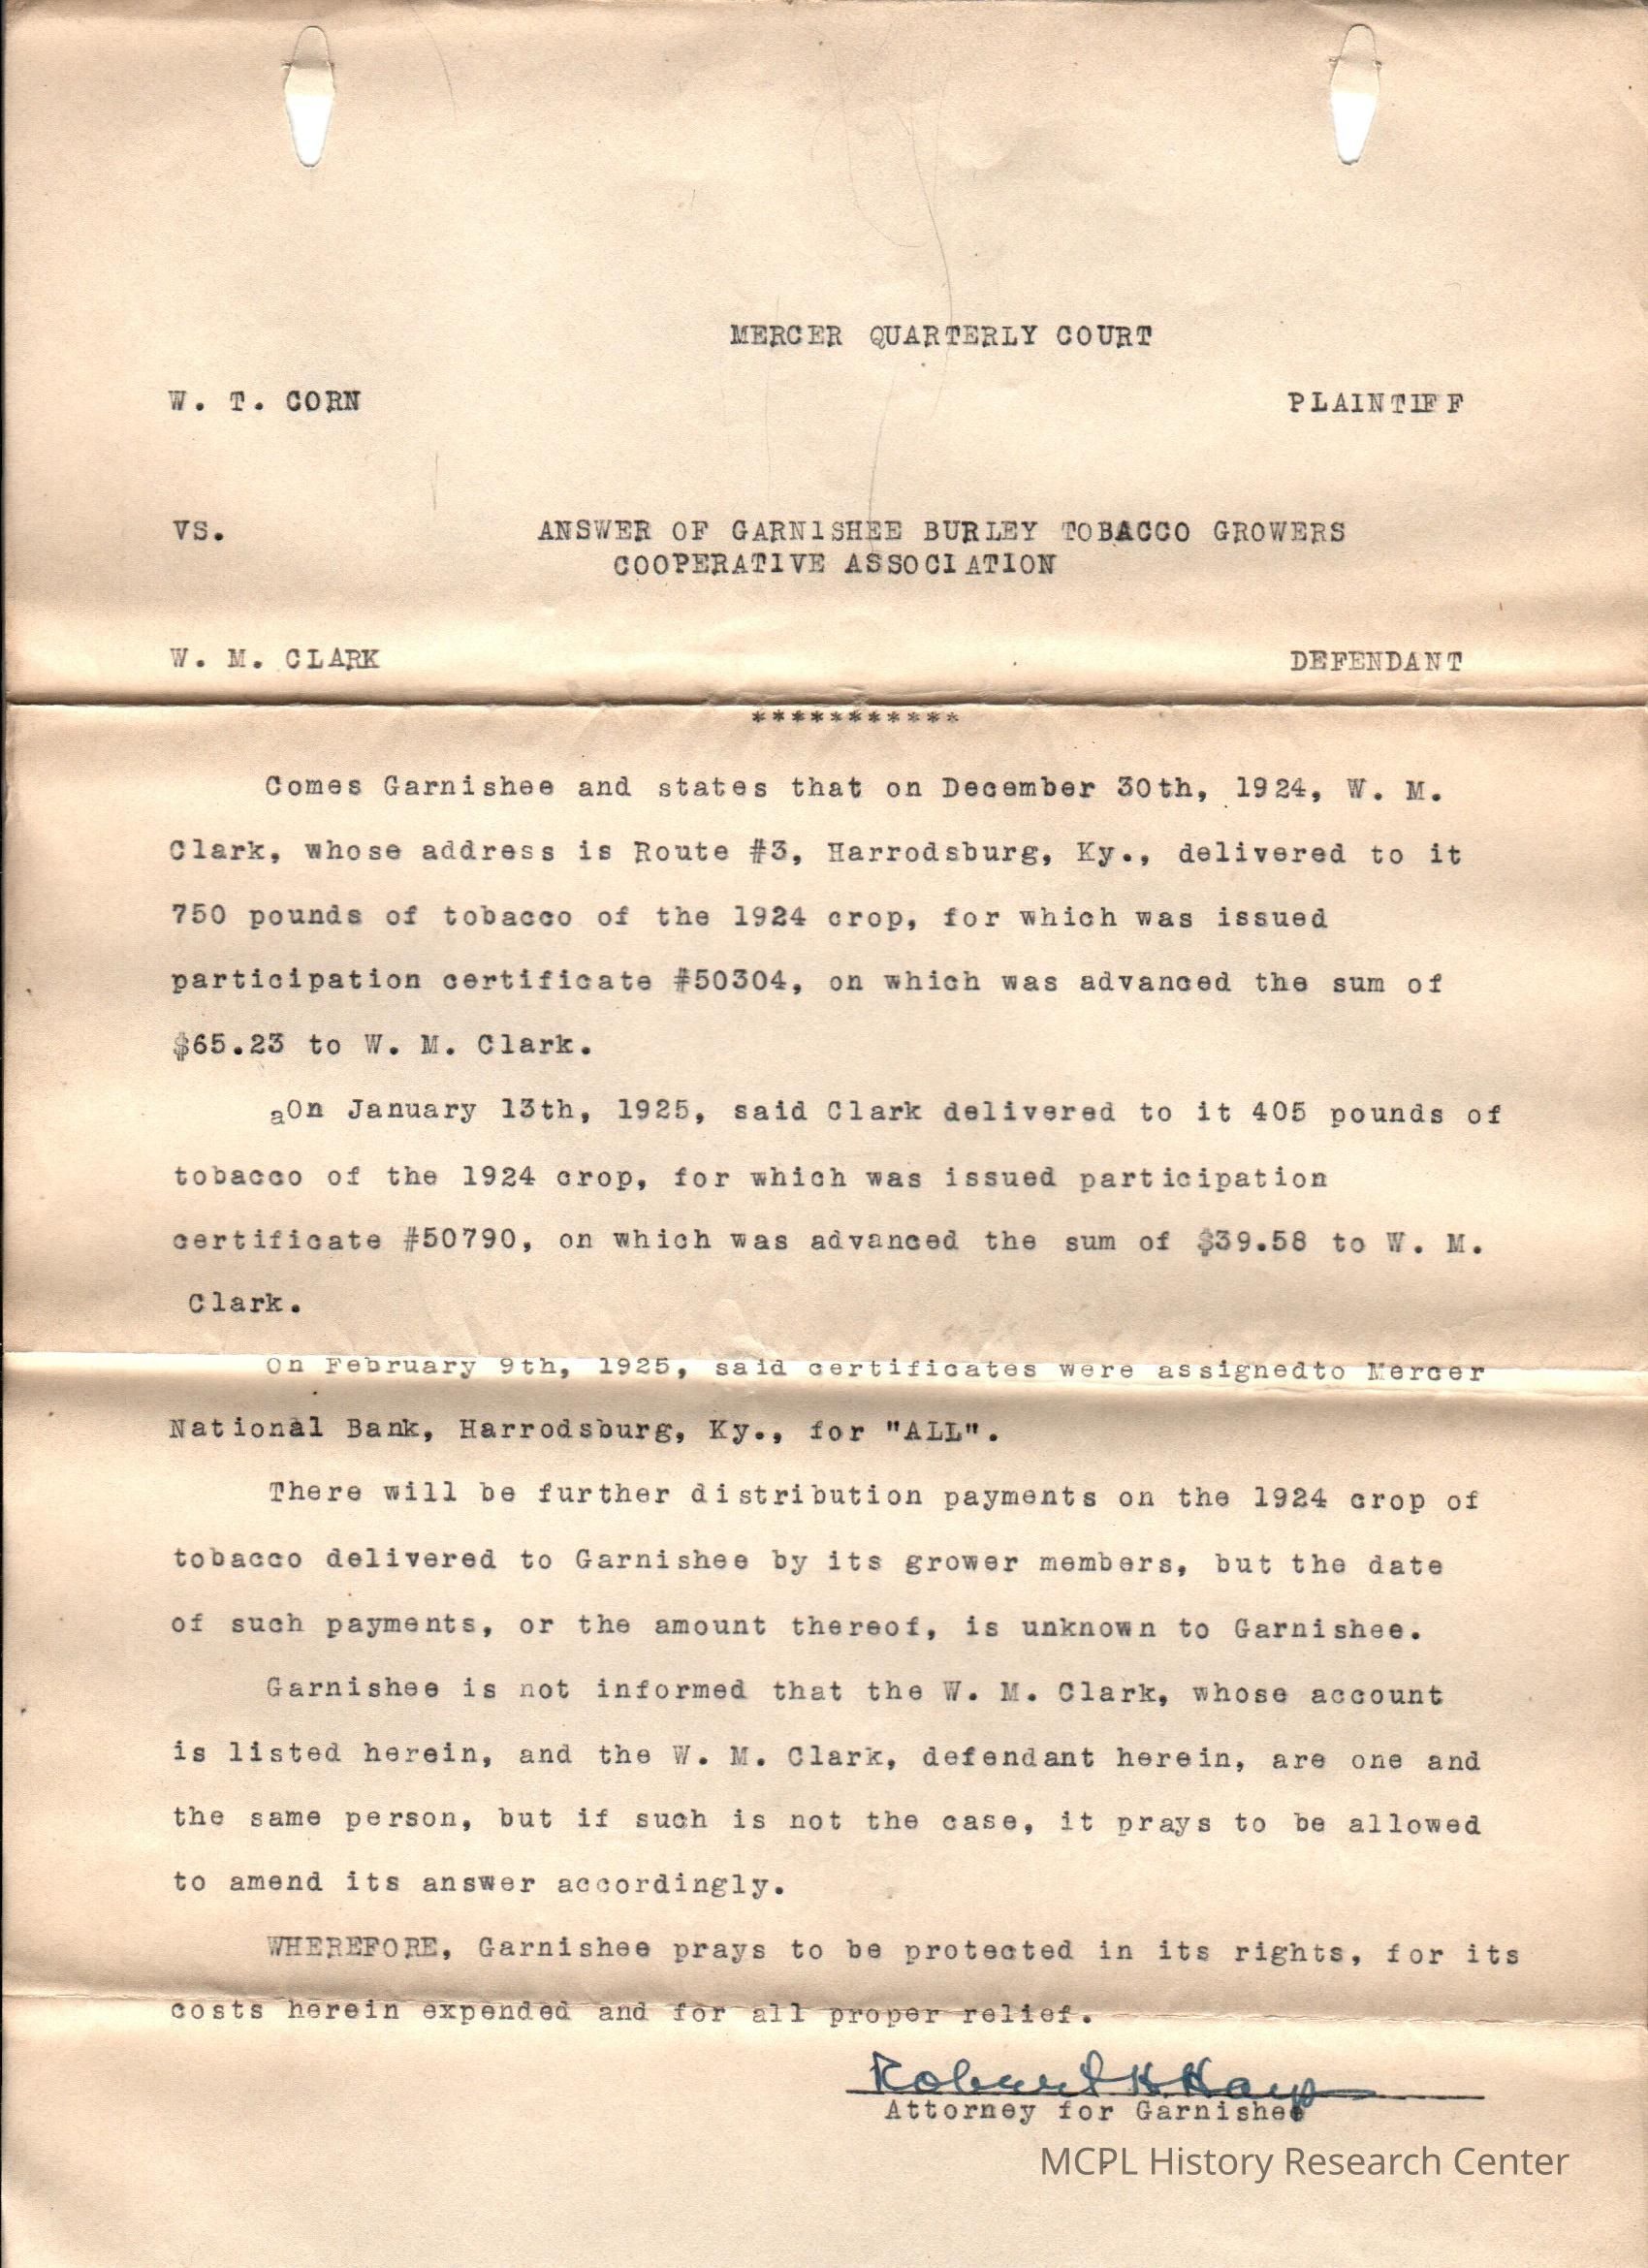 MERCER QUARTERLY COURT
W. T. CORN PLAINTIFF
VS. ANSWER OF GARNISHEE BURLEY TOBACCO GROWERS
COOPERATIVE ASSOCIATION
W. M. CLARK DEFENDANT
***********
Comes Garnishee and states that on December 30th, 1924, W. M.
Clark, whose address is Route #3, Harrodsburg, Ky., delivered to it
750 pounds of tobacco of the 1924 crop, for which was issued
participation certificate #50304, on which was advanced the sum of
$65.23 to W. M. Clark.
aOn January 13th, 1925, said Clark delivered to it 405 pounds of
tobacco of the 1924 crop, for which was issued participation
certificate #50790, on which was advanced the sum of $39.58 to W. M.
Clark.
On February 9th, 1925, said certificates were assignedto Mercer
National Bank, Harrodsburg, Ky., for "ALL".
There will be further distribution payments on the 1924 crop of
tobacco delivered to Garnishee by its grower members, but the date
of such payments, or the amount thereof, is unknown to Garnishee.
Garnishee is not informed that the W. M. Clark, whose account
is listed herein, and the W. M. Clark, defendant herein, are one and
the same person, but if such is not the case, it prays to be allowed
to amend its answer accordingly.
WHEREFORE, Garnishee prays to be protected in its rights, for its
costs herein expended and for all proper relief.
Robert H. Hays
Attorney for Garnishee
MCPL History Research Center